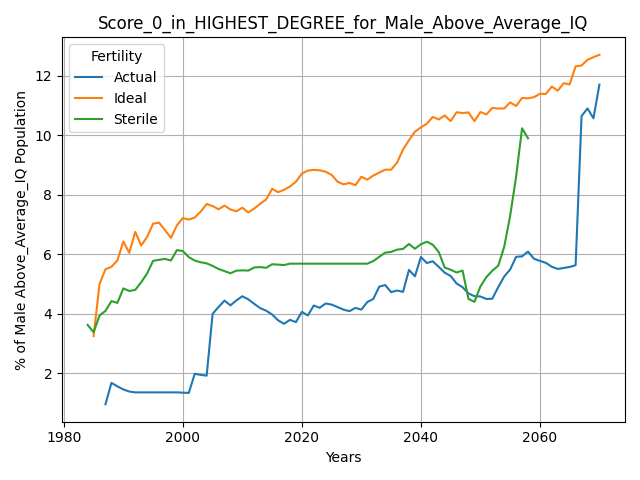 Score_0_in_HIGHEST_DEGREE_for_Male_Above_Average_IQ
Fertility
Actual
Ideal
Sterile
% of Male Above_Average_IQ Population
12
10
8
6
4
2
1980
2000
2020
2040
2060
Years